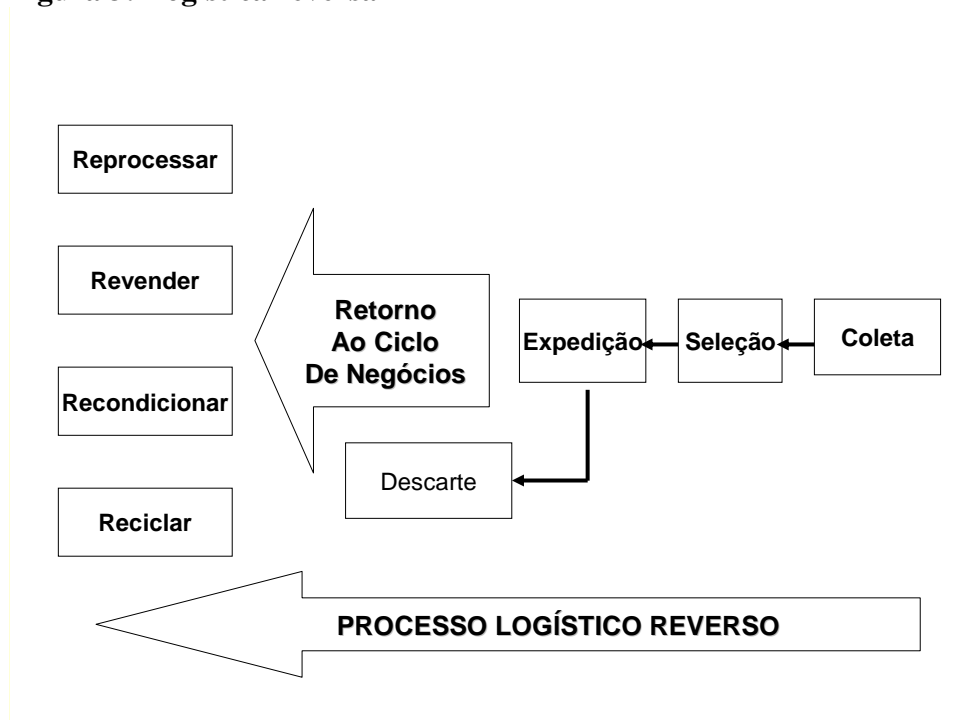 Reprocessar
Revender
Retorno
Ao Ciclo
De Negócios
Expedição
Seleção
Coleta
Recondicionar
Descarte
Reciclar
PROCESSO LOGÍSTICO REVERSO